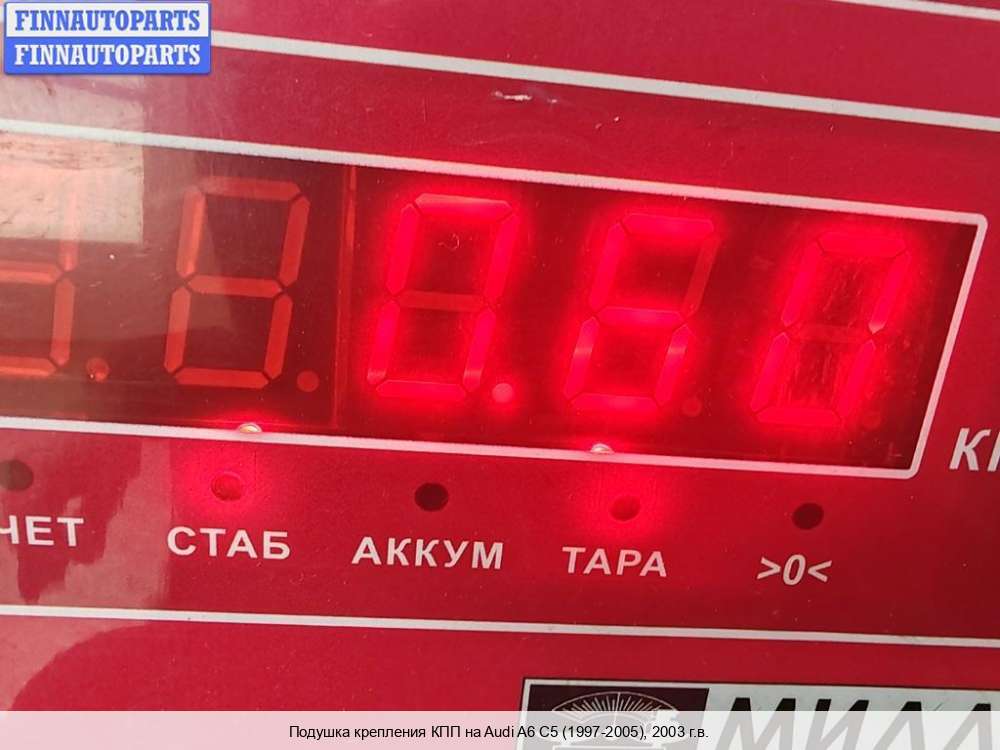 FINNAUTOPARTS
FINNAUTOPARTS
0.60
СТАБ
АККУМ
ТАРА
>0<
Подушка крепления КПП на Audi A6 C5 (1997-2005), 2003 г.в.